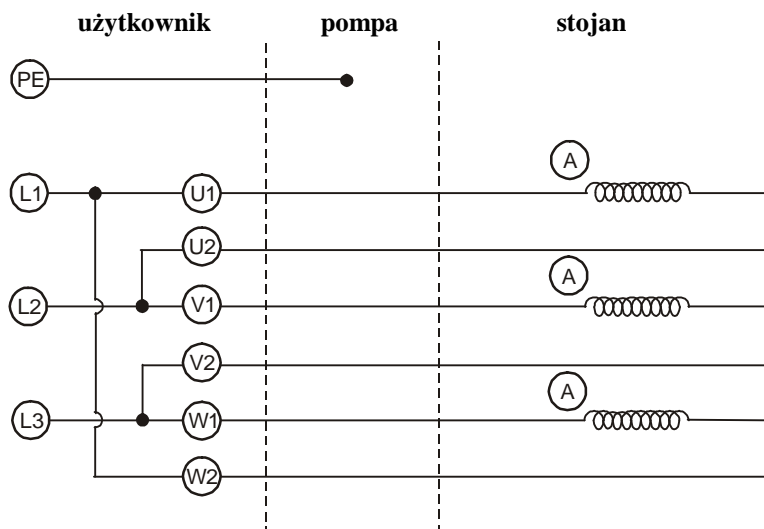 użytkownik pompa stojan
PE
A
L1 U1
U2
A
L2 V1
V2
A
L3 W1
W2